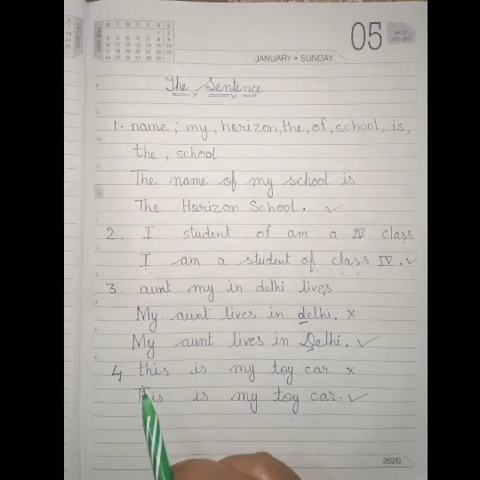 05
JANUARY • SUNDAY
The Sentence
1. name; my, horizon, the, of, school, is,
the, school
The name of my school is
The Horizon School. ✓
2. I student of am a IV class
I am a student of class IV. ✓
3 aunt my in delhi lives
My aunt lives in delhi. x
My aunt lives in Delhi. ✓
4 this is my toy car x
This is my toy car. ✓
2020